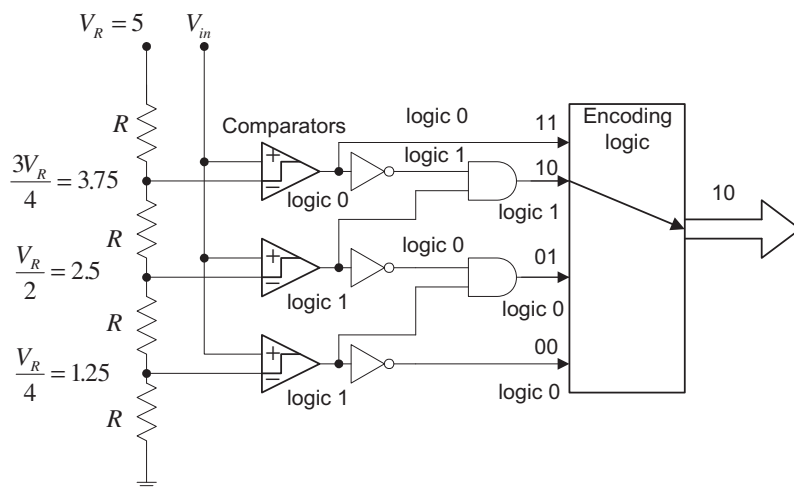 V_R = 5
V_in
R
Comparators
logic 0
11
Encoding
logic
3V_R/4 = 3.75
+
−
logic 0
logic 1
10
logic 1
10
R
V_R/2 = 2.5
+
−
logic 1
logic 0
01
logic 0
R
V_R/4 = 1.25
+
−
logic 1
00
logic 0
R